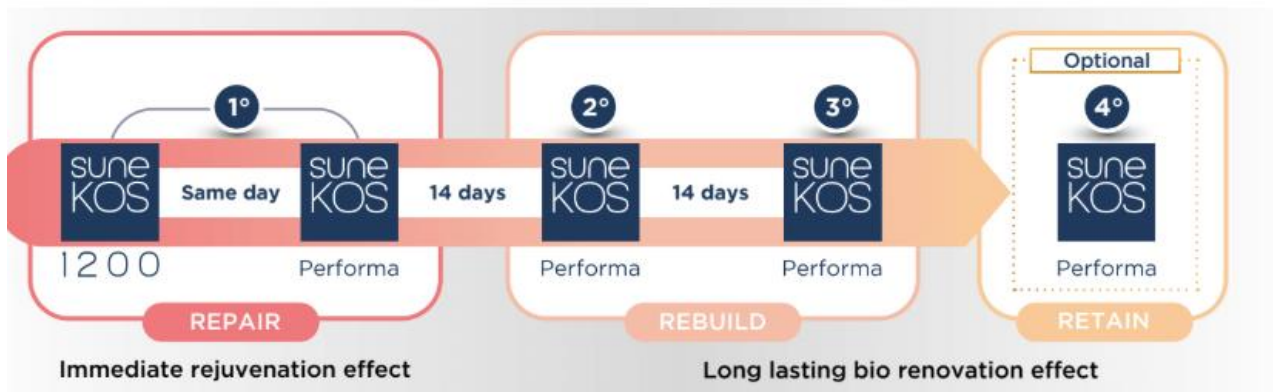 Optional
1°
2°
3°
4°
sune
KOS
Same day
sune
KOS
14 days
sune
KOS
14 days
sune
KOS
sune
KOS
1200
Performa
Performa
Performa
Performa
REPAIR
REBUILD
RETAIN
Immediate rejuvenation effect
Long lasting bio renovation effect